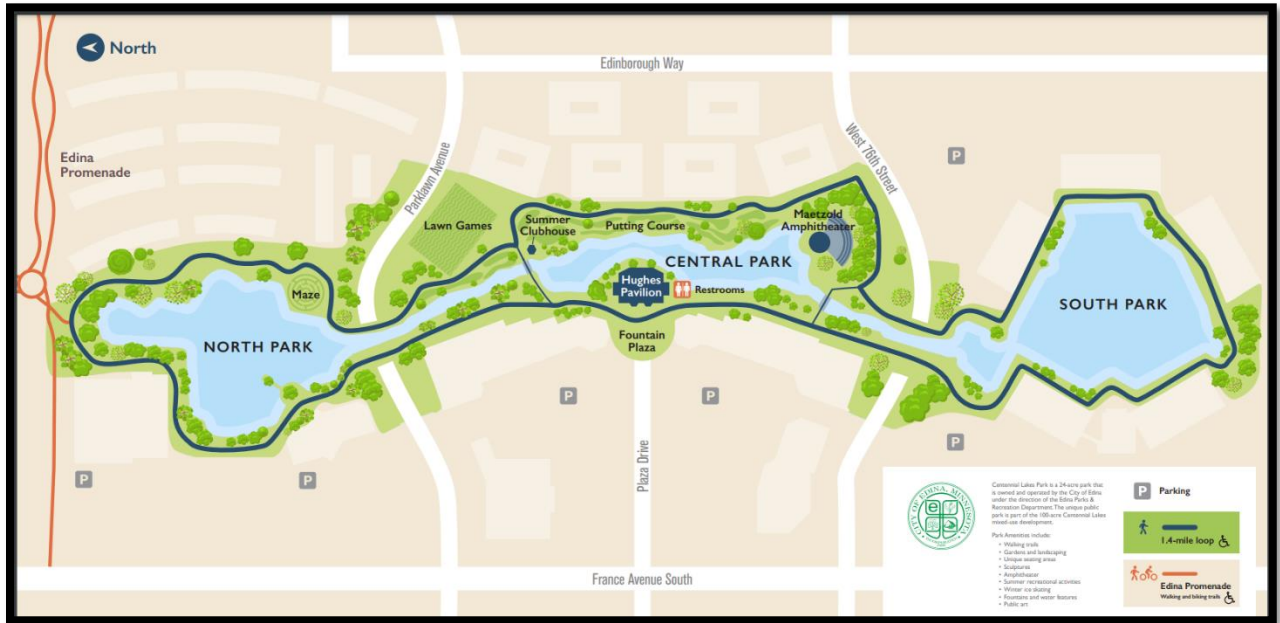 North
Edinborough Way
Edina
Promenade
Parklawn Avenue
West 76th Street
P
Lawn Games
Summer
Clubhouse
Putting Course
Maetzold
Amphitheater
CENTRAL PARK
Hughes
Pavilion
Restrooms
Maze
NORTH PARK
SOUTH PARK
Fountain
Plaza
P
P
P
P
P
Plaza Drive
France Avenue South
CITY OF EDINA, MINNESOTA
e
Centennial Lakes Park is a 24-acre park that
is owned and operated by the City of Edina
under the direction of the Edina Parks &
Recreation Department. The unique public
park is part of the 100-acre Centennial Lakes
mixed use development.
Park Amenities include:
• Walking trails
• Gardens and landscaping
• Unique seating areas
• Sculptures
• Amphitheater
• Summer recreational activities
• Winter ice skating
• Fountains and water features
• Public art
P Parking
1.4-mile loop
Edina Promenade
Walking and biking trails